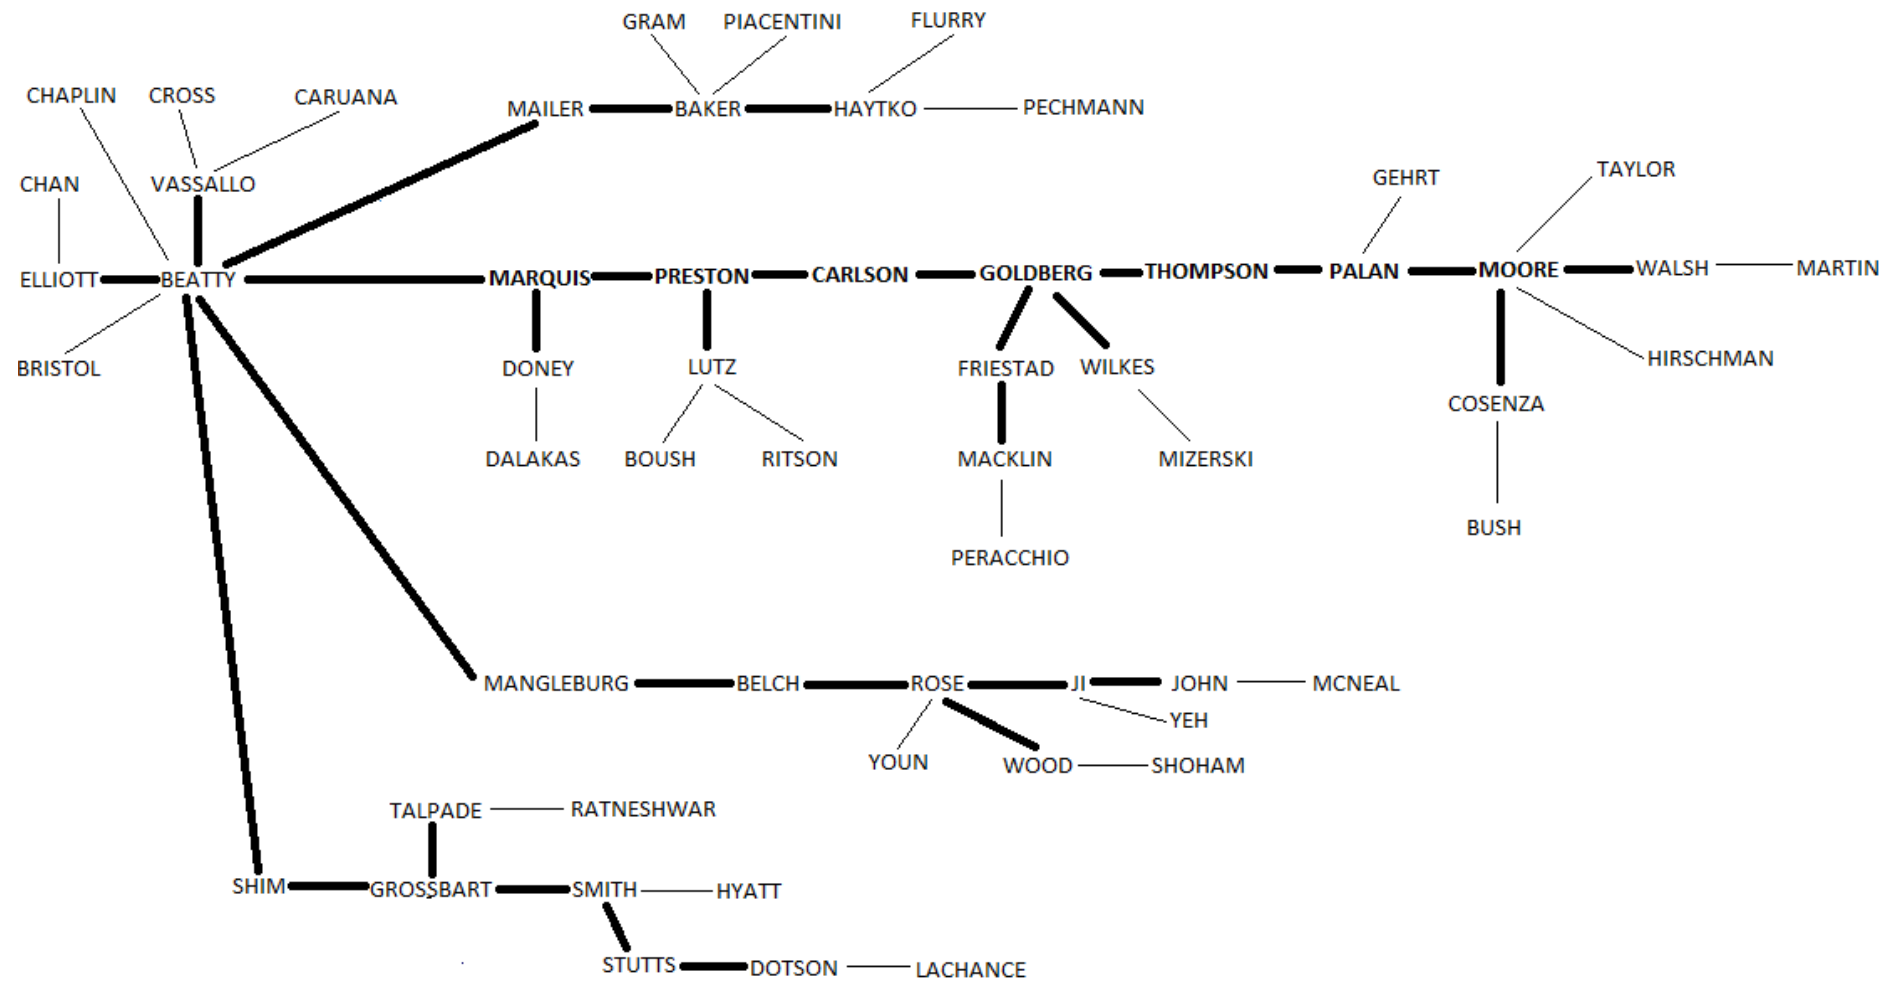 GRAM PIACENTINI FLURRY
CHAPLIN CROSS CARUANA MAILER BAKER HAYTKO PECHMANN
CHAN VASSALLO GEHRT TAYLOR
ELLIOTT BEATTY MARQUIS PRESTON CARLSON GOLDBERG THOMPSON PALAN MOORE WALSH MARTIN
BRISTOL DONEY LUTZ FRIESTAD WILKES HIRSCHMAN
COSENZA
DALAKAS BOUSH RITSON MACKLIN MIZERSKI
BUSH
PERACCHIO
MANGLEBURG BELCH ROSE JI JOHN MCNEAL
YEH
YOUN WOOD SHOHAM
TALPADE RATNESHWAR
SHIM GROSSBART SMITH HYATT
STUTTS DOTSON LACHANCE